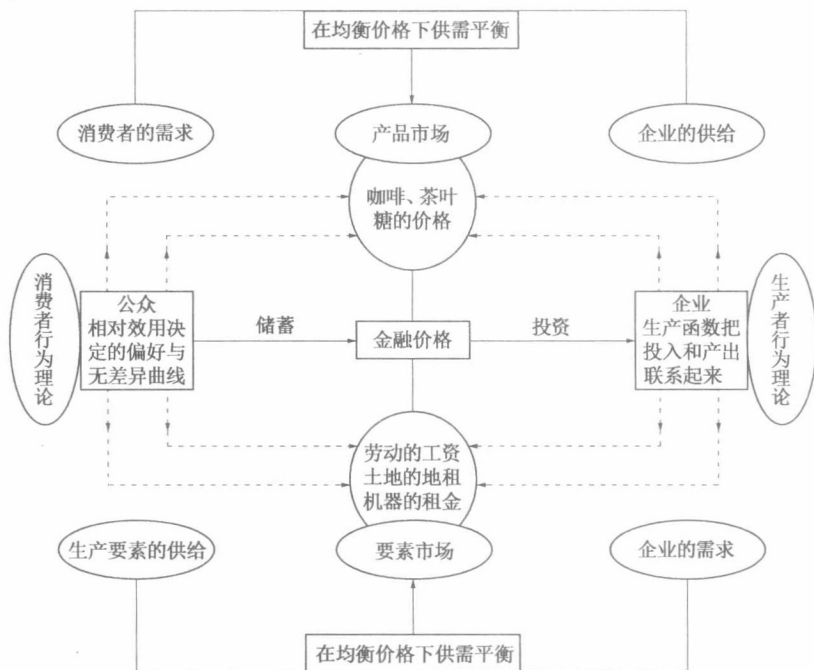 在均衡价格下供需平衡
消费者的需求
产品市场
企业的供给
咖啡、茶叶
糖的价格
消费者行为理论
公众
相对效用决
定的偏好与
无差异曲线
储蓄
金融价格
投资
企业
生产函数把
投入和产出
联系起来
生产者行为理论
劳动的工资
土地的地租
机器的租金
生产要素的供给
要素市场
企业的需求
在均衡价格下供需平衡